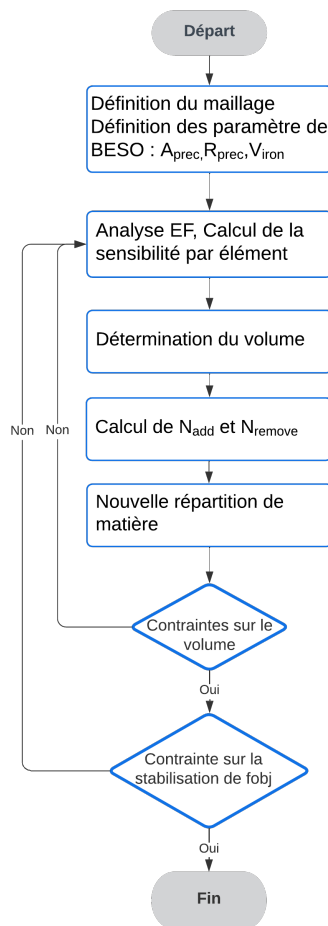 Départ
Définition du maillage
Définition des paramètre de
BESO : Aprec,Rprec,Viron
Analyse EF, Calcul de la
sensibilité par élément
Détermination du volume
Calcul de Nadd et Nremove
Nouvelle répartition de
matière
Non
Non
Contraintes sur le
volume
Oui
Contrainte sur la
stabilisation de fobj
Oui
Fin